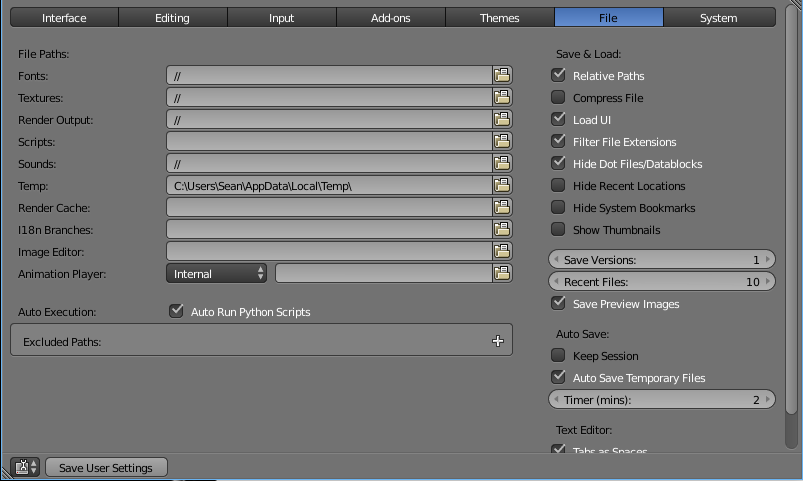 Interface Editing Input Add-ons Themes File System
File Paths:
Fonts: //
Textures: //
Render Output: //
Scripts:
Sounds: //
Temp: C:\Users\Sean\AppData\Local\Temp\
Render Cache:
I18n Branches:
Image Editor:
Animation Player: Internal
Auto Execution: Auto Run Python Scripts
Excluded Paths:
Save & Load:
Relative Paths
Compress File
Load UI
Filter File Extensions
Hide Dot Files/Datablocks
Hide Recent Locations
Hide System Bookmarks
Show Thumbnails
Save Versions: 1
Recent Files: 10
Save Preview Images
Auto Save:
Keep Session
Auto Save Temporary Files
Timer (mins): 2
Text Editor:
Tabs as Spaces
Save User Settings